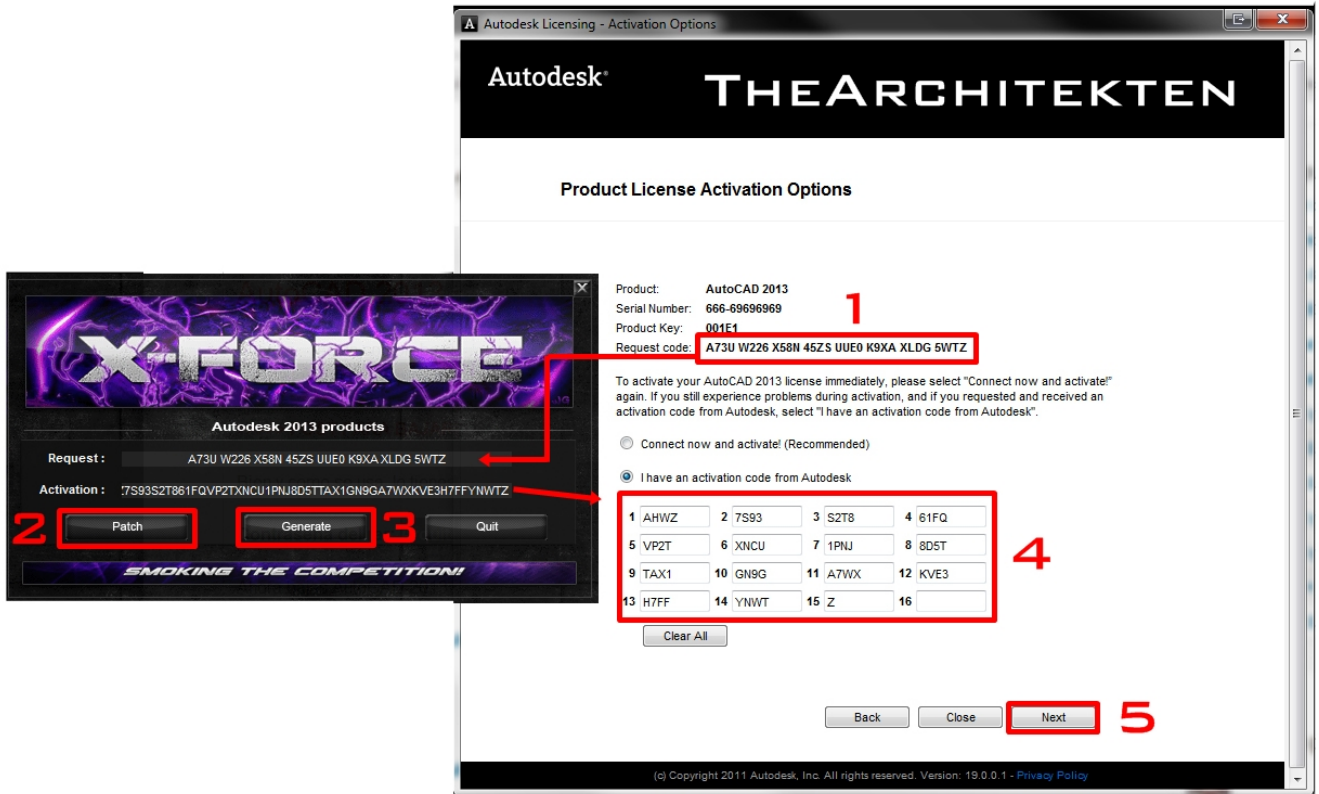 Autodesk Licensing - Activation Options
Autodesk®
THEARCHITEKTEN
Product License Activation Options
Product: AutoCAD 2013
Serial Number: 666-69696969
Product Key: 001E1
1
Request code: A73U W226 X58N 45ZS UUE0 K9XA XLDG 5WTZ
To activate your AutoCAD 2013 license immediately, please select "Connect now and activate!"
again. If you still experience problems during activation, and if you requested and received an
activation code from Autodesk, select "I have an activation code from Autodesk".
Connect now and activate! (Recommended)
I have an activation code from Autodesk
1 AHWZ 2 7S93 3 S2T8 4 61FQ
5 VP2T 6 XNCU 7 1PNJ 8 8D5T
9 TAX1 10 GN9G 11 A7WX 12 KVE3
13 H7FF 14 YNWT 15 Z 16
4
Clear All
Back Close Next
5
(c) Copyright 2011 Autodesk, Inc. All rights reserved. Version: 19.0.0.1 - Privacy Policy
X-FORCE
Autodesk 2013 products
Request : A73U W226 X58N 45ZS UUE0 K9XA XLDG 5WTZ
Activation : 7S93S2T861FQVP2TXNCU1PNJ8D5TTAX1GN9GA7WXKVE3H7FFYNWTZ
2 Patch Generate 3 Quit
SMOKING THE COMPETITION!